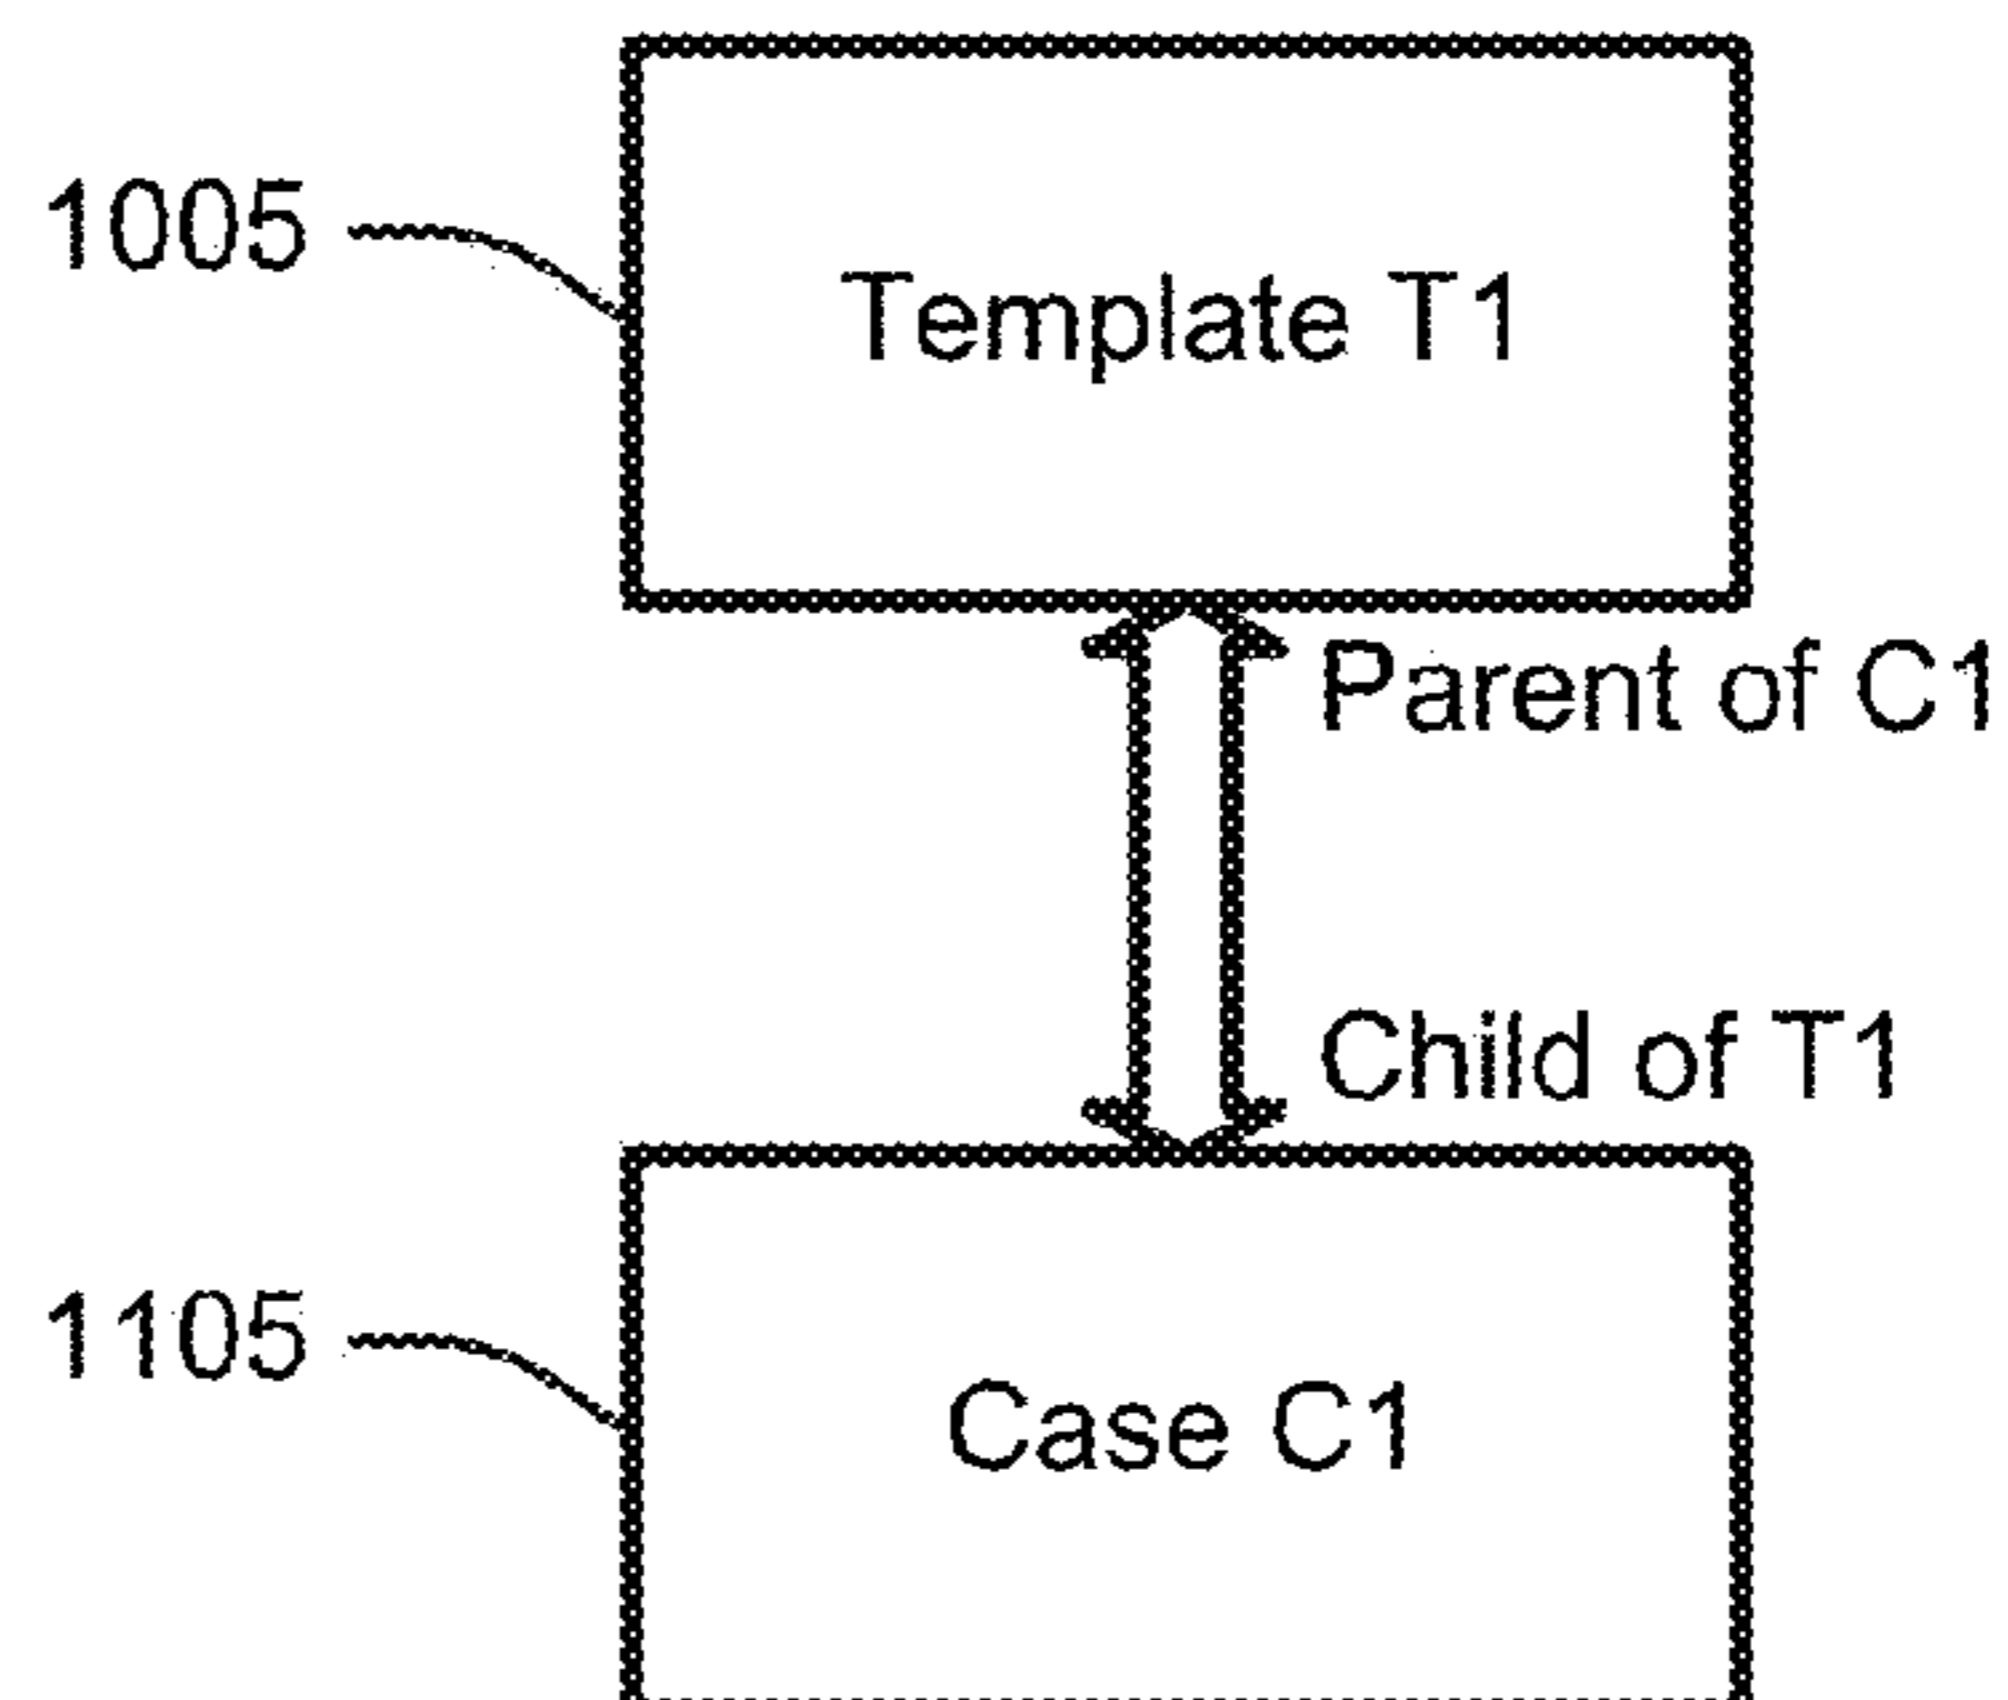 1005
Template T1
Parent of C1
Child of T1
1105
Case C1